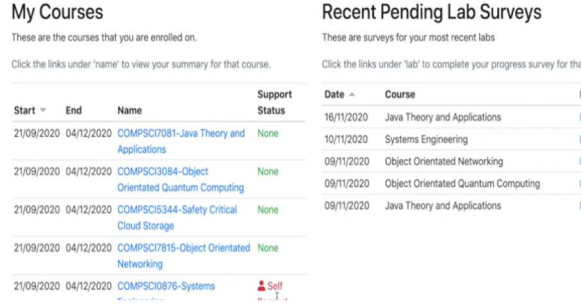 My Courses
These are the courses that you are enrolled on.
Click the links under 'name' to view your summary for that course.
Start End Name Support Status
21/09/2020 04/12/2020 COMPSCI7081-Java Theory and Applications None
21/09/2020 04/12/2020 COMPSCI3084-Object Orientated Quantum Computing None
21/09/2020 04/12/2020 COMPSCI5344-Safety Critical Cloud Storage None
21/09/2020 04/12/2020 COMPSCI7815-Object Orientated Networking None
21/09/2020 04/12/2020 COMPSCI0876-Systems Self
Recent Pending Lab Surveys
These are surveys for your most recent labs
Click the links under 'lab' to complete your progress survey for tha
Date Course
16/11/2020 Java Theory and Applications
10/11/2020 Systems Engineering
09/11/2020 Object Orientated Networking
09/11/2020 Object Orientated Quantum Computing
09/11/2020 Java Theory and Applications